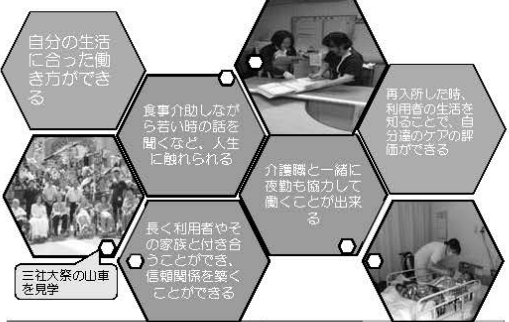 自分の生活
に合った働
き方ができ
る
食事介助しなが
ら若い時の話を
聞くなど、人生
に触れられる
再入所した時、
利用者の生活を
知ることで、自
分達のケアの評
価ができる
介護職と一緒に
夜勤も協力して
働くことが出来
る
長く利用者やそ
の家族と付き合
うことができ、
信頼関係を築く
ことができる
三社大祭の山車
を見学